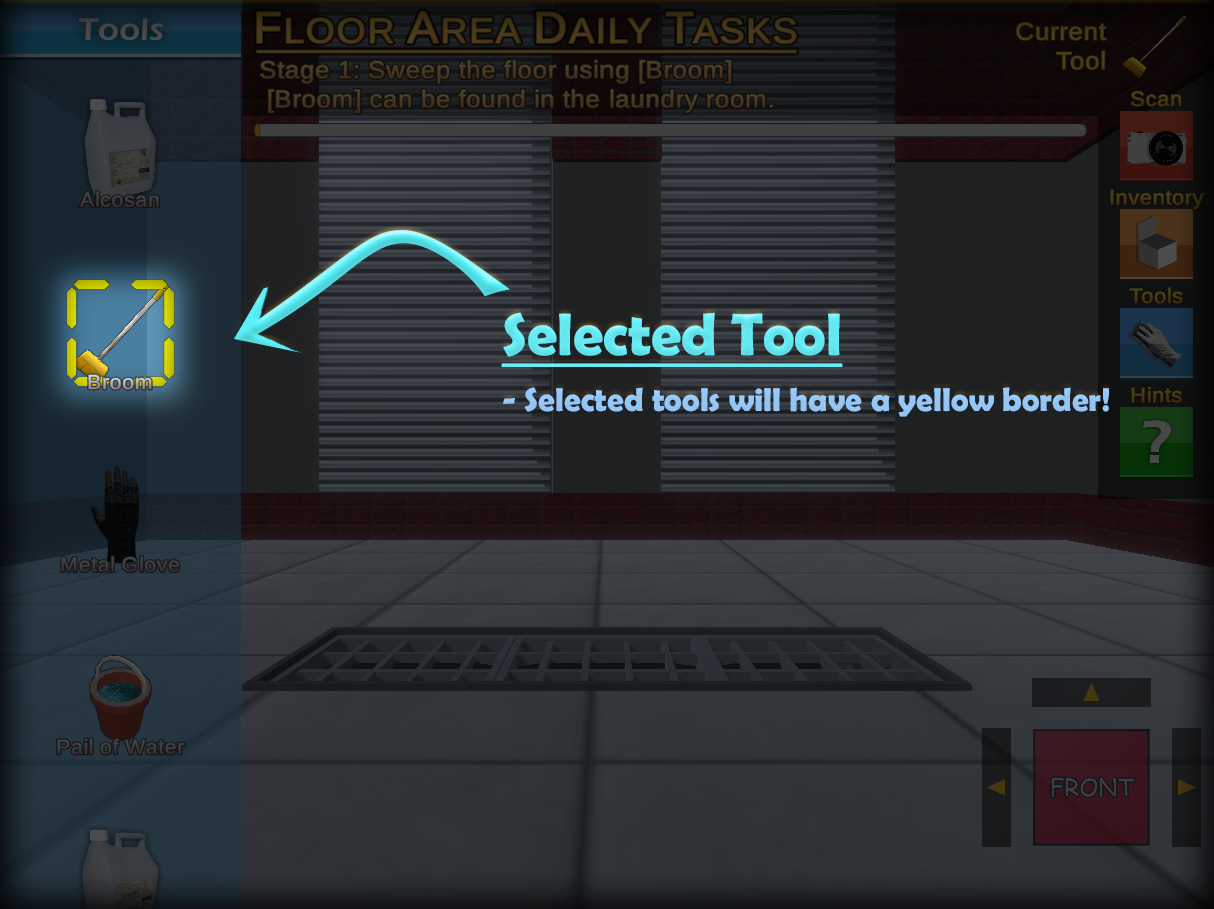 Tools
FLOOR AREA DAILY TASKS
Stage 1: Sweep the floor using [Broom]
[Broom] can be found in the laundry room.
Current
Tool
Scan
Inventory
Tools
Hints
?
Alcosan
Broom
Metal Glove
Pail of Water
Selected Tool
- Selected tools will have a yellow border!
FRONT